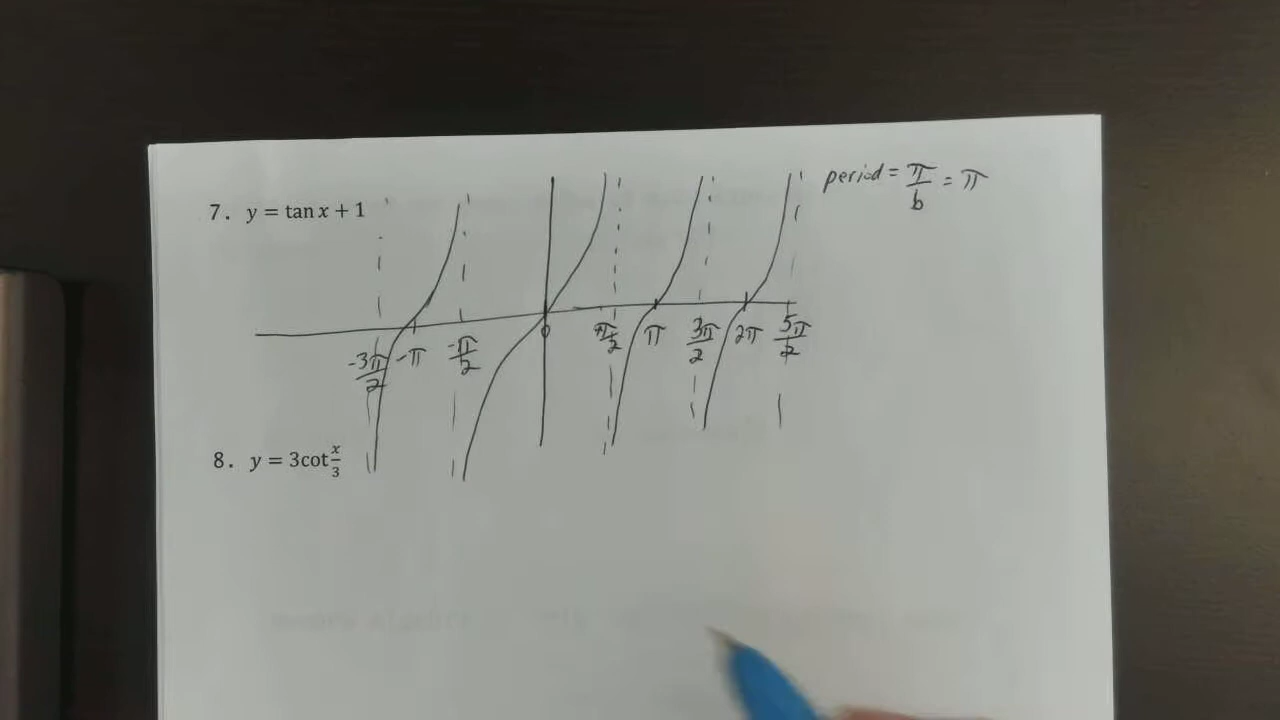 period = π/b = π
7. y = tan x + 1
-3π/2 -π -π/2 0 π/2 π 3π/2 2π 5π/2
8. y = 3cot x/3